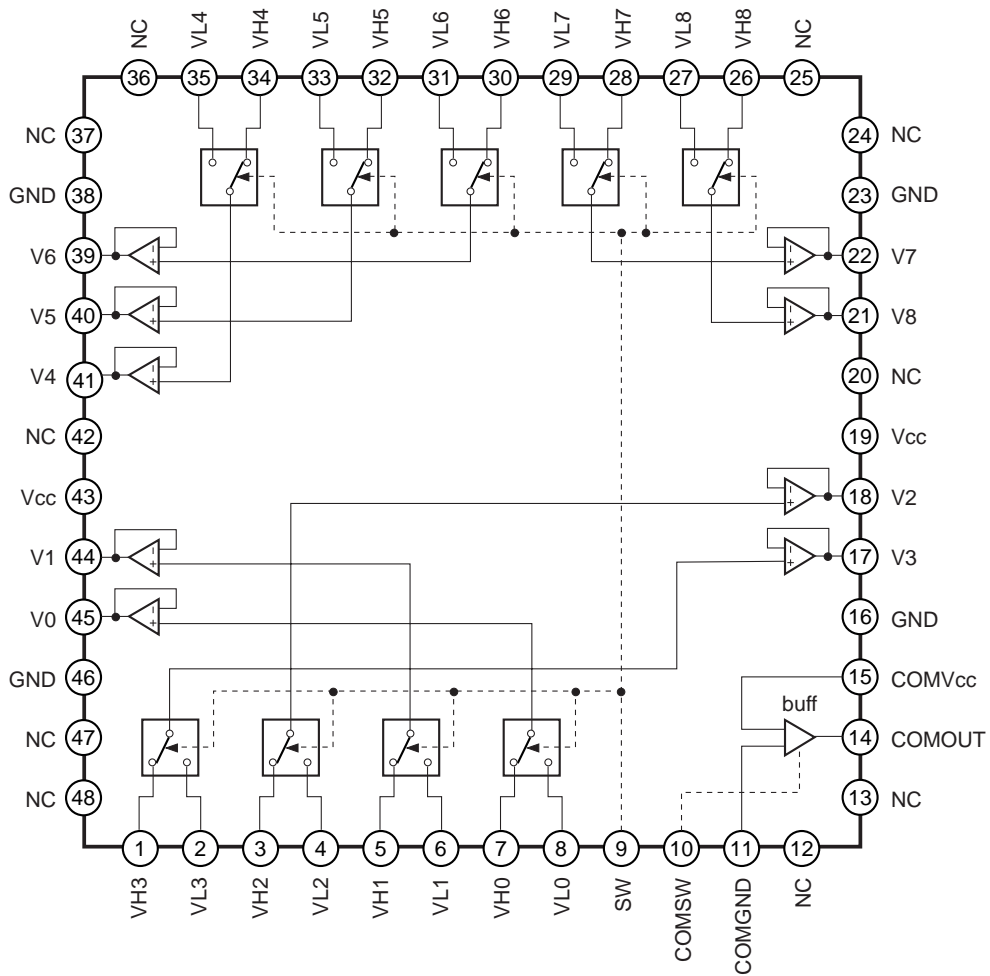 NC VL4 VH4 VL5 VH5 VL6 VH6 VL7 VH7 VL8 VH8 NC
36 35 34 33 32 31 30 29 28 27 26 25
NC 37
24 NC
GND 38
23 GND
V6 39
− +
− +
22 V7
V5 40
− +
− +
21 V8
V4 41
− +
20 NC
NC 42
19 Vcc
Vcc 43
− +
18 V2
V1 44
− +
− +
17 V3
V0 45
− +
16 GND
GND 46
15 COMVcc
buff
NC 47
14 COMOUT
NC 48
13 NC
1 2 3 4 5 6 7 8 9 10 11 12
VH3 VL3 VH2 VL2 VH1 VL1 VH0 VL0 SW COMSW COMGND NC